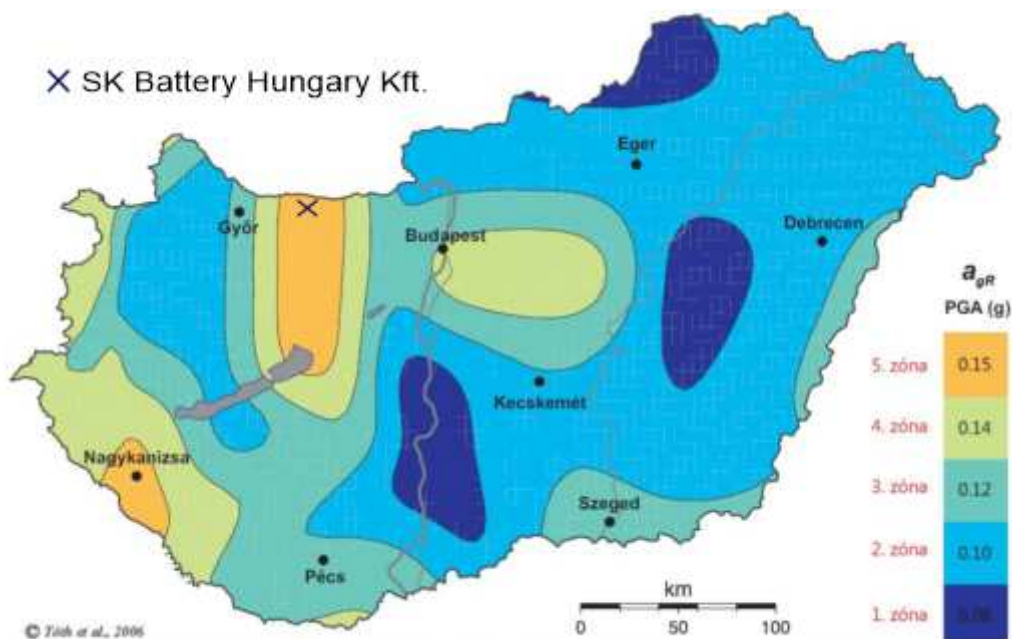 X SK Battery Hungary Kft.
Eger
Győr
Budapest
Debrecen
a_gR
PGA (g)
5. zóna 0.15
Kecskemét
4. zóna 0.14
Nagykanizsa
3. zóna 0.12
Szeged
2. zóna 0.10
Pécs
km
1. zóna 0.08
0 50 100
© Tóth et al., 2006